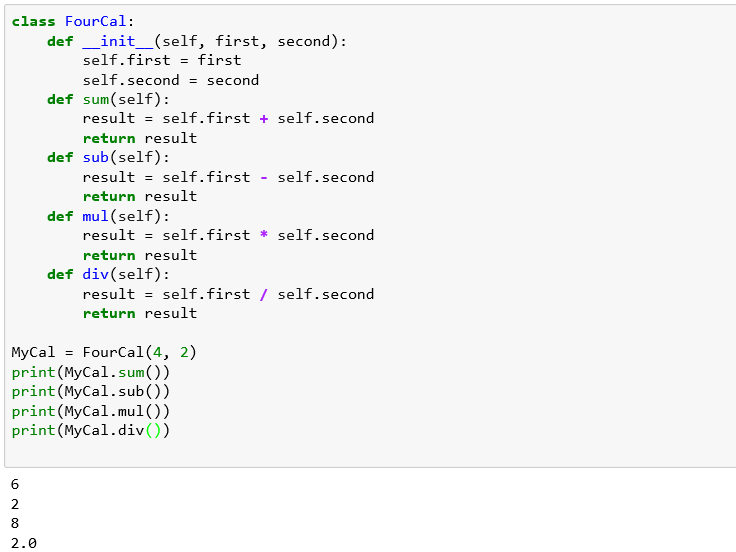 class FourCal:
    def __init__(self, first, second):
        self.first = first
        self.second = second
    def sum(self):
        result = self.first + self.second
        return result
    def sub(self):
        result = self.first - self.second
        return result
    def mul(self):
        result = self.first * self.second
        return result
    def div(self):
        result = self.first / self.second
        return result

MyCal = FourCal(4, 2)
print(MyCal.sum())
print(MyCal.sub())
print(MyCal.mul())
print(MyCal.div())
6
2
8
2.0